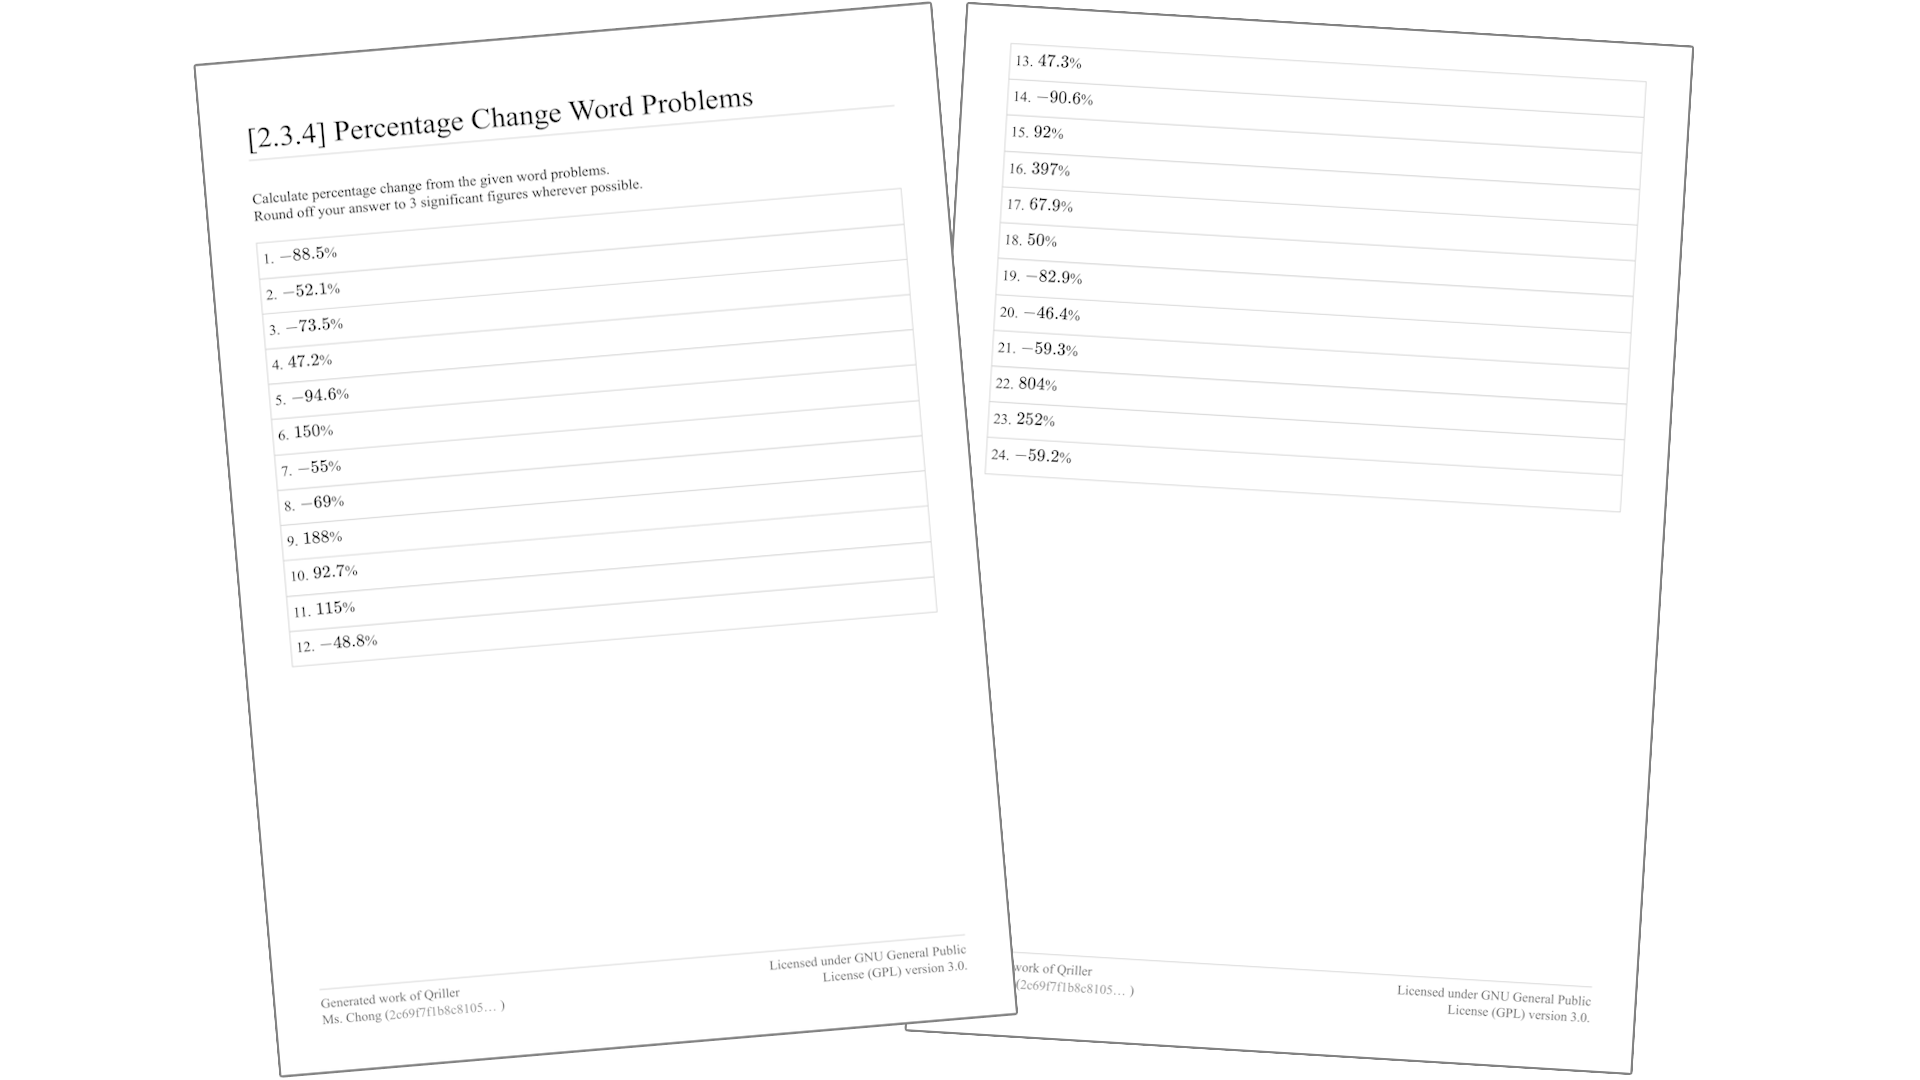 [2.3.4] Percentage Change Word Problems
Calculate percentage change from the given word problems.
Round off your answer to 3 significant figures wherever possible.
1. −88.5%
2. −52.1%
3. −73.5%
4. 47.2%
5. −94.6%
6. 150%
7. −55%
8. −69%
9. 188%
10. 92.7%
11. 115%
12. −48.8%
Generated work of Qriller
Ms. Chong (2c69f7f1b8c8105... )
Licensed under GNU General Public
License (GPL) version 3.0.
13. 47.3%
14. −90.6%
15. 92%
16. 397%
17. 67.9%
18. 50%
19. −82.9%
20. −46.4%
21. −59.3%
22. 804%
23. 252%
24. −59.2%
work of Qriller
(2c69f7f1b8c8105... )
Licensed under GNU General Public
License (GPL) version 3.0.